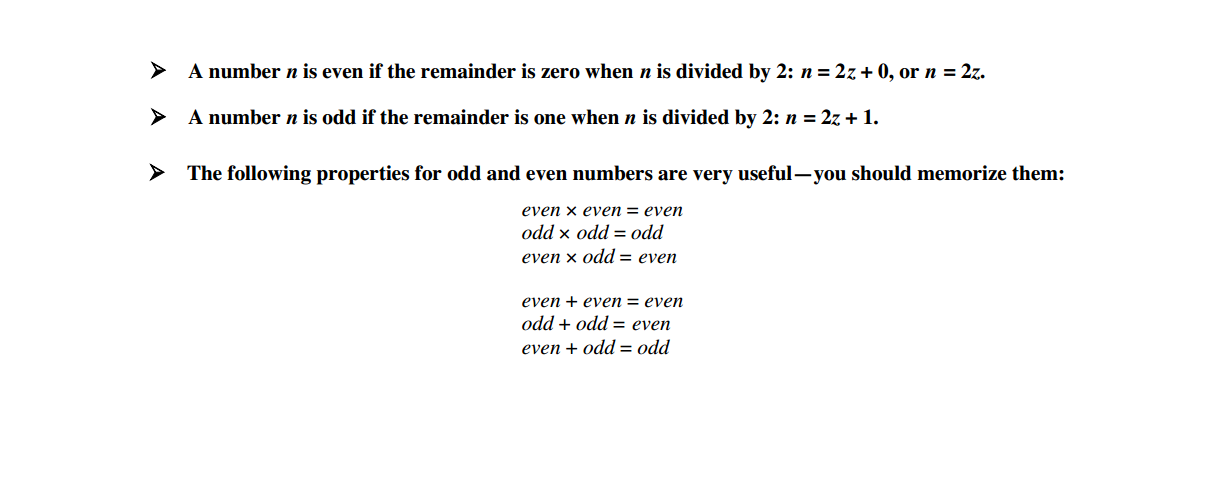 ➢ A number n is even if the remainder is zero when n is divided by 2: n = 2z + 0, or n = 2z.
➢ A number n is odd if the remainder is one when n is divided by 2: n = 2z + 1.
➢ The following properties for odd and even numbers are very useful—you should memorize them:
even × even = even
odd × odd = odd
even × odd = even
even + even = even
odd + odd = even
even + odd = odd